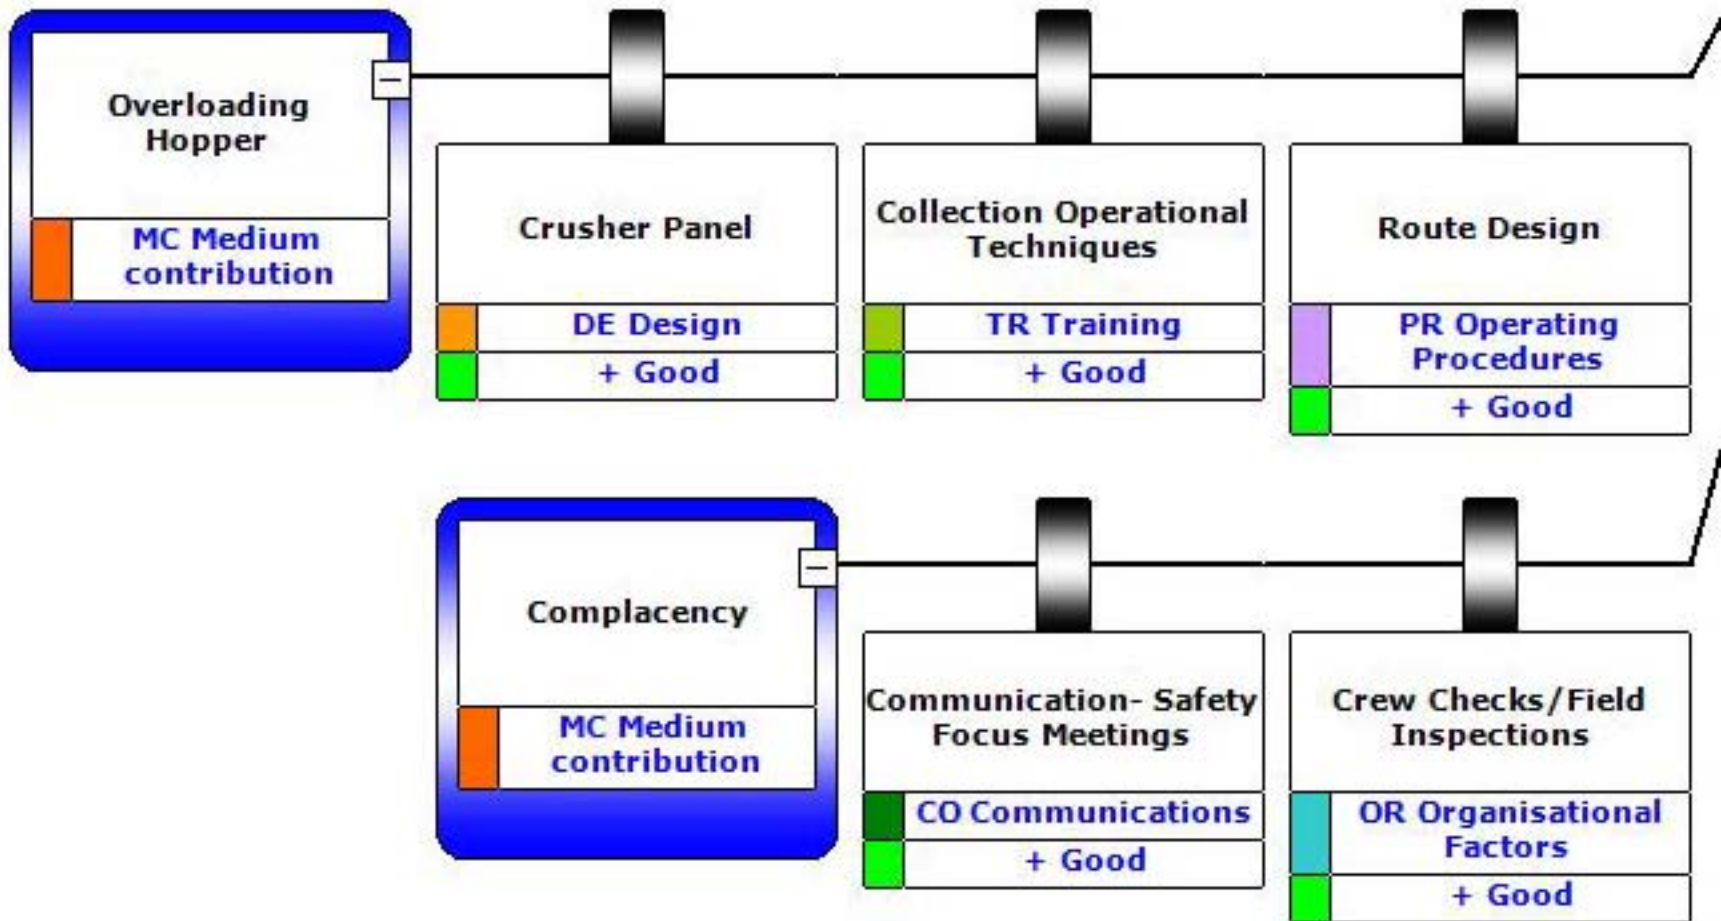 Overloading
Hopper
MC Medium
contribution
Crusher Panel
DE Design
+ Good
Collection Operational
Techniques
TR Training
+ Good
Route Design
PR Operating
Procedures
+ Good
Complacency
MC Medium
contribution
Communication- Safety
Focus Meetings
CO Communications
+ Good
Crew Checks/Field
Inspections
OR Organisational
Factors
+ Good